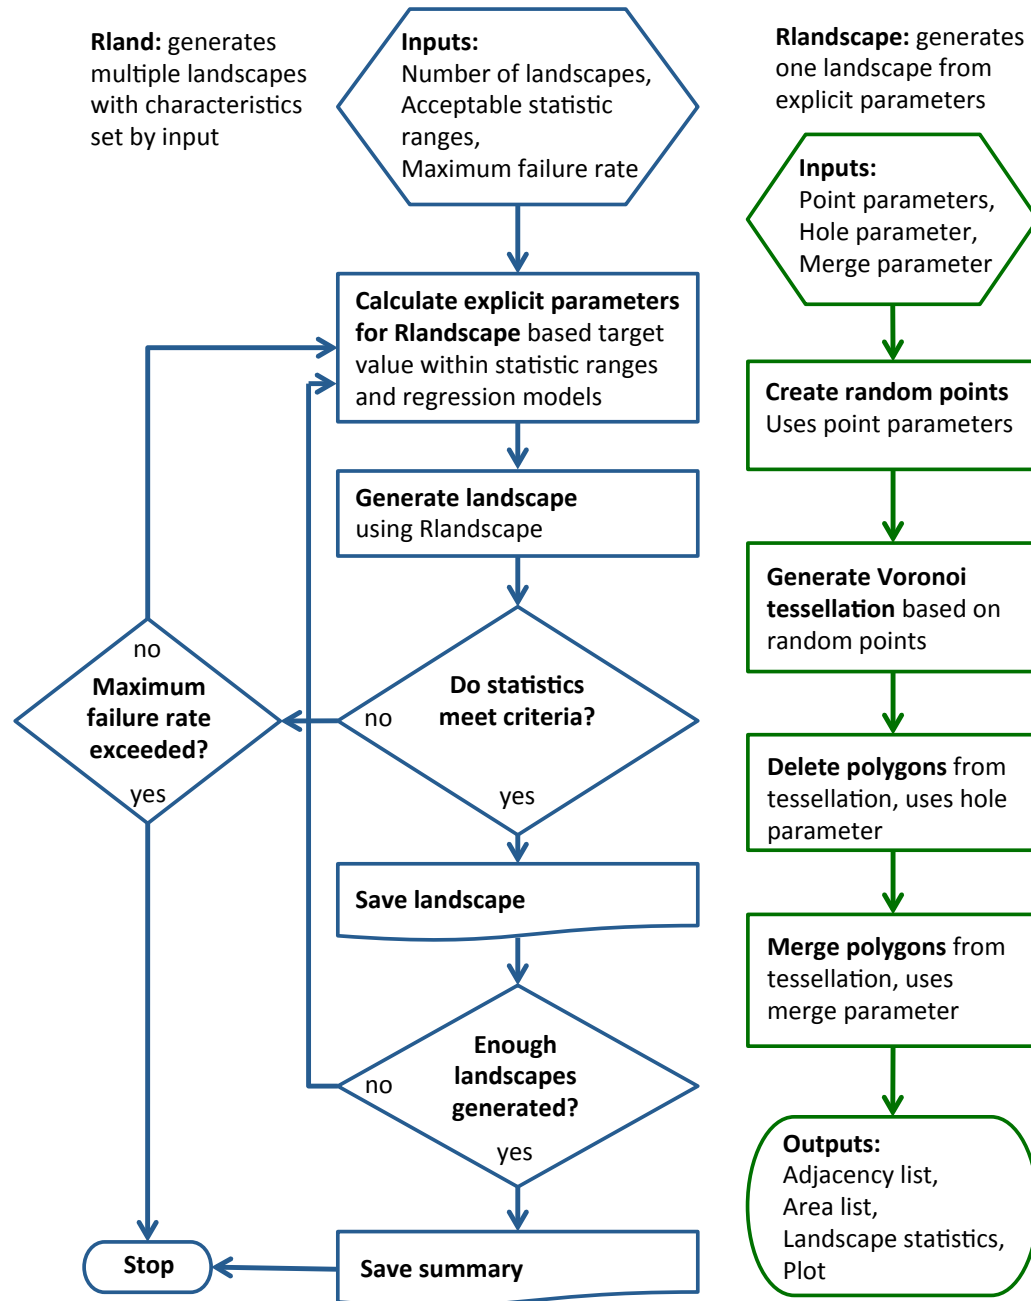 Rland: generates
multiple landscapes
with characteristics
set by input
Inputs:
Number of landscapes,
Acceptable statistic
ranges,
Maximum failure rate
Calculate explicit parameters
for Rlandscape based target
value within statistic ranges
and regression models
Generate landscape
using Rlandscape
Do statistics
meet criteria?
no
yes
no
Maximum
failure rate
exceeded?
yes
Save landscape
Enough
landscapes
generated?
no
yes
Save summary
Stop
Rlandscape: generates
one landscape from
explicit parameters
Inputs:
Point parameters,
Hole parameter,
Merge parameter
Create random points
Uses point parameters
Generate Voronoi
tessellation based on
random points
Delete polygons from
tessellation, uses hole
parameter
Merge polygons from
tessellation, uses
merge parameter
Outputs:
Adjacency list,
Area list,
Landscape statistics,
Plot